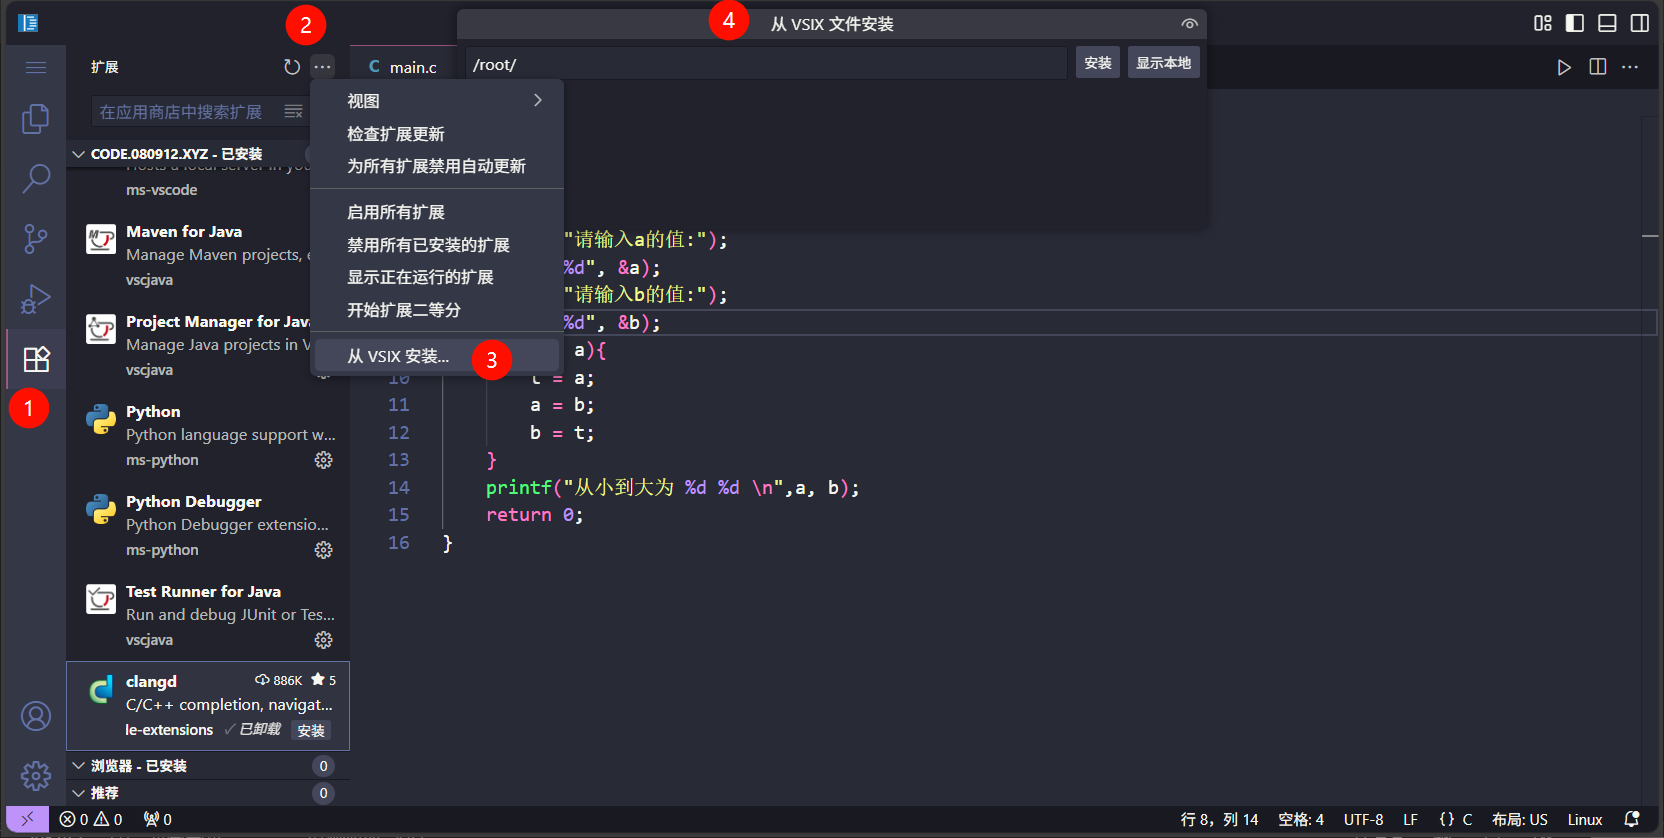 2
4
从 VSIX 文件安装
扩展
C main.c
/root/
安装
显示本地
在应用商店中搜索扩展
视图
检查扩展更新
为所有扩展禁用自动更新
启用所有扩展
禁用所有已安装的扩展
显示正在运行的扩展
开始扩展二等分
从 VSIX 安装...
3
1
CODE.080912.XYZ - 已安装
ms-vscode
Maven for Java
Manage Maven projects, e
vscjava
Project Manager for Java
Manage Java projects in V
vscjava
Python
Python language support w...
ms-python
Python Debugger
Python Debugger extensio...
ms-python
Test Runner for Java
Run and debug JUnit or Tes...
vscjava
clangd 886K 5
C/C++ completion, navigat...
le-extensions ✓已卸载 安装
浏览器 - 已安装 0
推荐 0
"请输入a的值:");
%d", &a);
"请输入b的值:");
%d", &b);
a){
10 t = a;
11 a = b;
12 b = t;
13 }
14 printf("从小到大为 %d %d \n",a, b);
15 return 0;
16 }
0 0 0
行 8，列 14 空格: 4 UTF-8 LF {} C 布局: US Linux